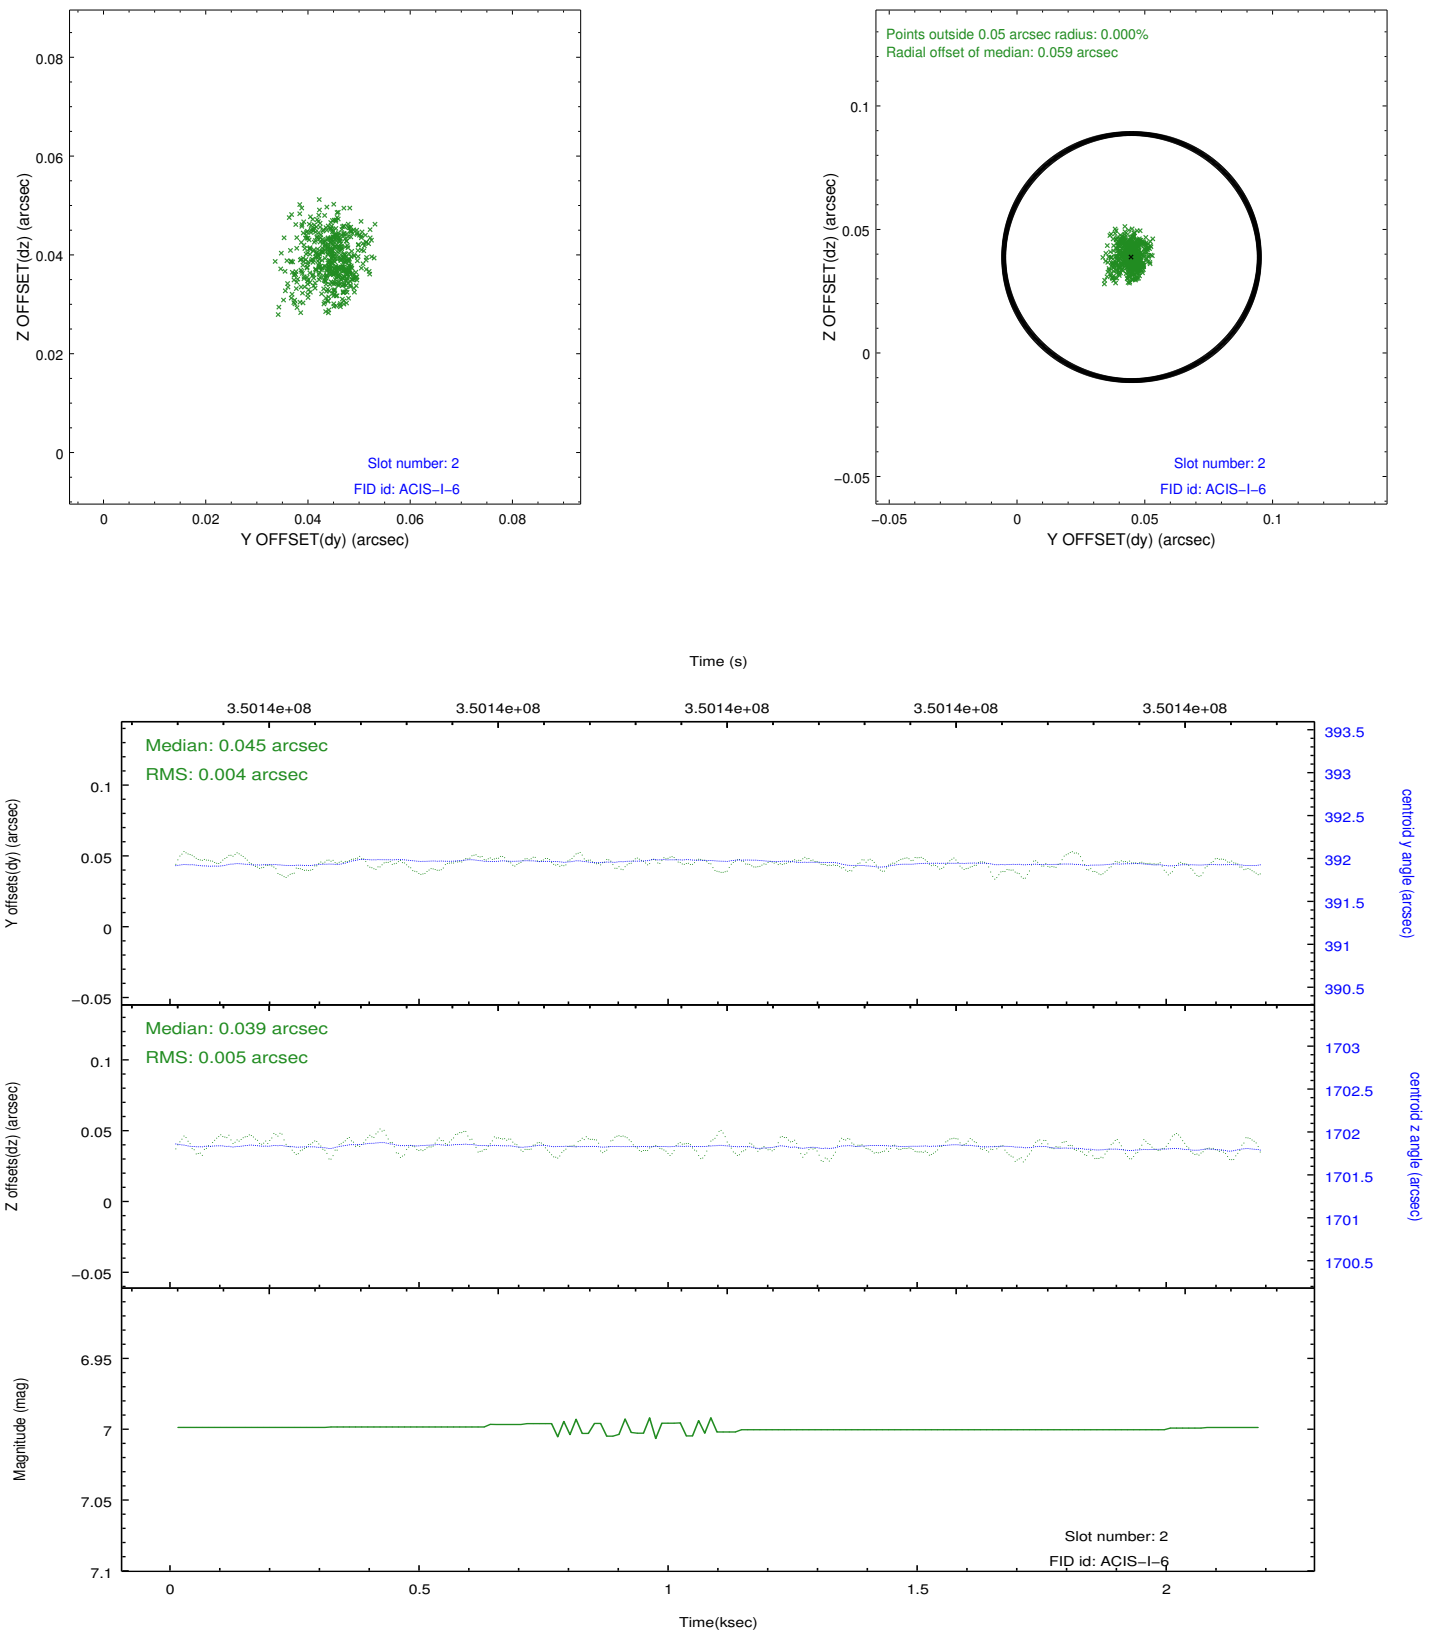 0.08
0.06
0.04
0.02
0
Z OFFSET(dz) (arcsec)
Slot number: 2
FID id: ACIS−I−6
0
0.02
0.04
0.06
0.08
Y OFFSET(dy) (arcsec)
Points outside 0.05 arcsec radius: 0.000%
Radial offset of median: 0.059 arcsec
0.1
0.05
0
−0.05
Z OFFSET(dz) (arcsec)
Slot number: 2
FID id: ACIS−I−6
−0.05
0
0.05
0.1
Y OFFSET(dy) (arcsec)
Time (s)
3.5014e+08
3.5014e+08
3.5014e+08
3.5014e+08
3.5014e+08
Median: 0.045 arcsec
RMS: 0.004 arcsec
0.1
0.05
0
−0.05
Y offsets(dy) (arcsec)
393.5
393
392.5
392
391.5
391
390.5
centroid y angle (arcsec)
Median: 0.039 arcsec
RMS: 0.005 arcsec
0.1
0.05
0
−0.05
Z offsets(dz) (arcsec)
1703
1702.5
1702
1701.5
1701
1700.5
centroid z angle (arcsec)
6.95
7
7.05
7.1
Magnitude (mag)
Slot number: 2
FID id: ACIS−I−6
0
0.5
1
1.5
2
Time(ksec)